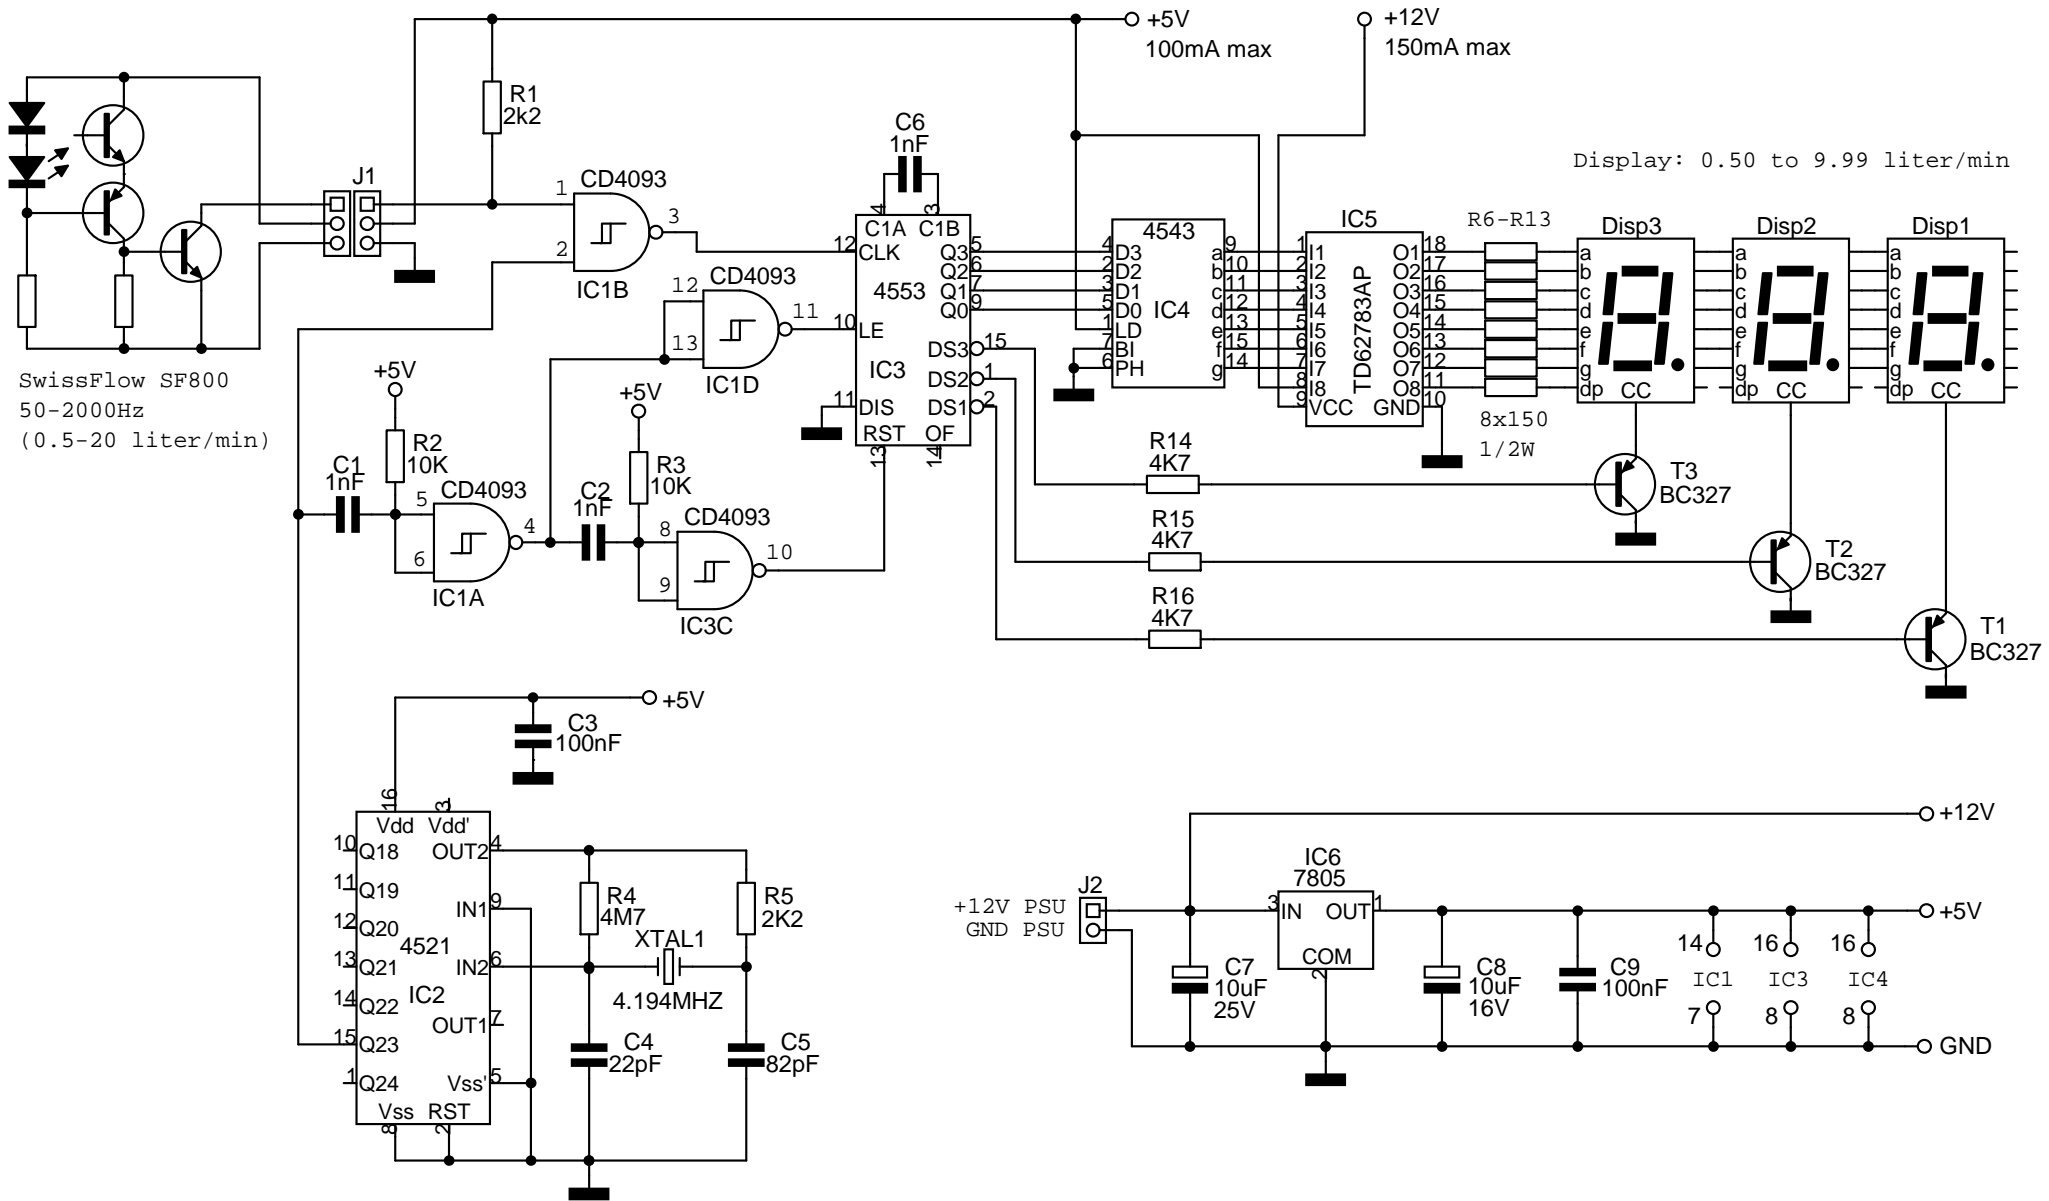 +5V
100mA max
+12V
150mA max
R1
2k2
C6
1nF
Display: 0.50 to 9.99 liter/min
J1
1
2
CD4093
3
IC1B
SwissFlow SF800
50-2000Hz
(0.5-20 liter/min)
12
13
CD4093
11
IC1D
4
3
C1A C1B
12
CLK
10
LE
11
DIS
RST OF
13
14
4553
IC3
Q3
5
Q2
6
Q1
7
Q0
9
DS3
15
DS2
1
DS1
2
4543
IC4
4
D3
2
D2
3
D1
5
D0
1
LD
7
BI
6
PH
a
9
b
10
c
11
d
12
e
13
f
15
g
14
IC5
TD62783AP
1
I1
2
I2
3
I3
4
I4
5
I5
6
I6
7
I7
8
I8
9
VCC
O1
18
O2
17
O3
16
O4
15
O5
14
O6
13
O7
12
O8
11
GND
10
R6-R13
8x150
1/2W
Disp3
a
b
c
d
e
f
g
dp
CC
Disp2
a
b
c
d
e
f
g
dp
CC
Disp1
a
b
c
d
e
f
g
dp
CC
+5V
R2
10K
C1
1nF
5
6
CD4093
4
IC1A
+5V
R3
10K
C2
1nF
8
9
CD4093
10
IC3C
R14
4K7
R15
4K7
R16
4K7
T3
BC327
T2
BC327
T1
BC327
+5V
C3
100nF
16
3
Vdd Vdd'
10
Q18
11
Q19
12
Q20
13
Q21
14
Q22
15
Q23
1
Q24
4521
IC2
OUT2
4
IN1
9
IN2
6
OUT1
7
Vss'
5
Vss RST
8
2
R4
4M7
R5
2K2
XTAL1
4.194MHZ
C4
22pF
C5
82pF
+12V
J2
+12V PSU
GND PSU
IC6
7805
3
IN
OUT
1
COM
2
C7
10uF
25V
C8
10uF
16V
C9
100nF
14
IC1
7
16
IC3
8
16
IC4
8
+5V
GND